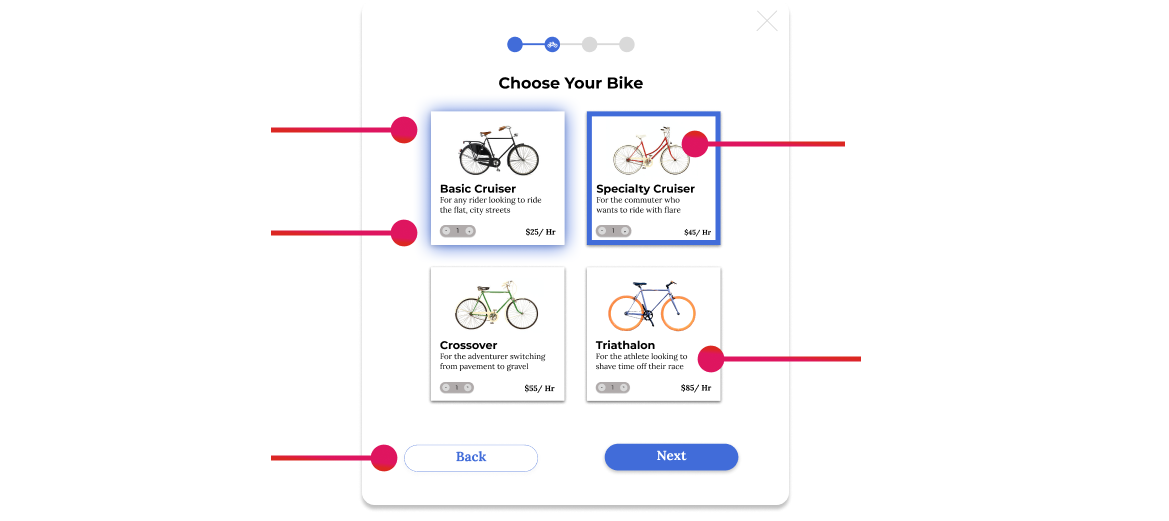 Choose Your Bike
Basic Cruiser
For any rider looking to ride
the flat, city streets
1
$25/ Hr
Specialty Cruiser
For the commuter who
wants to ride with flare
1
$45/ Hr
Crossover
For the adventurer switching
from pavement to gravel
1
$55/ Hr
Triathalon
For the athlete looking to
shave time off their race
1
$85/ Hr
Back
Next